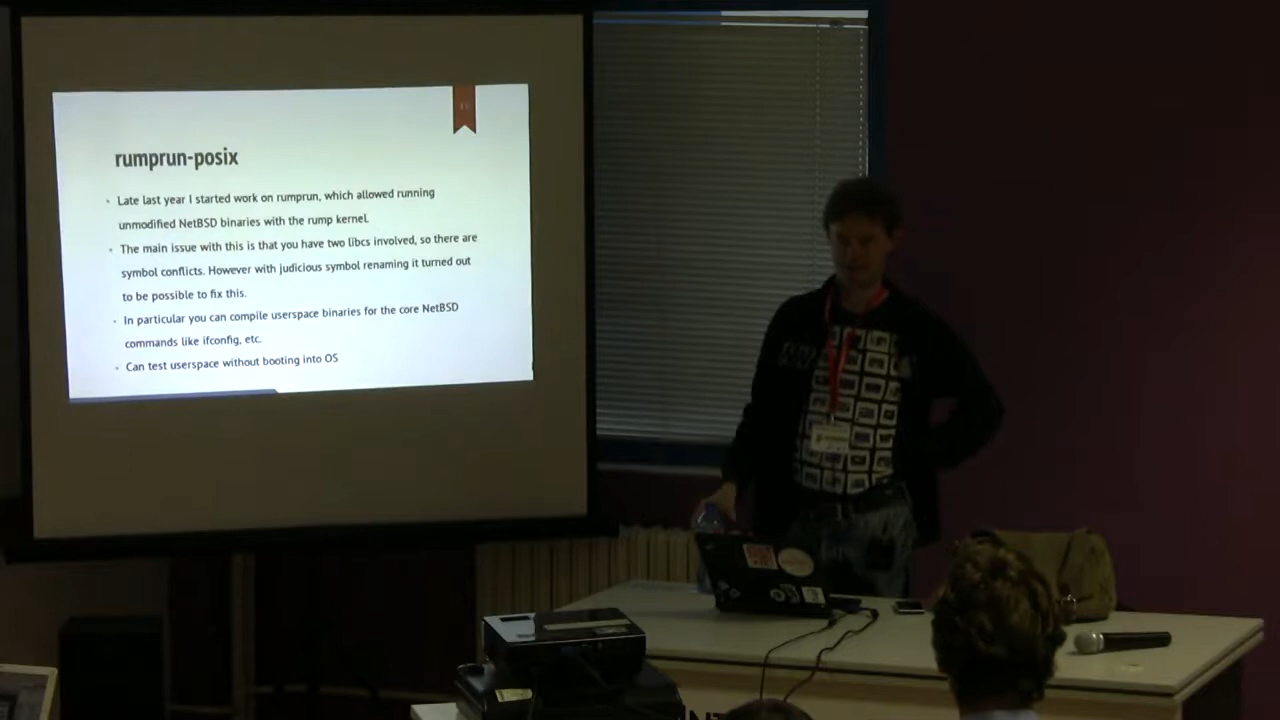 rumprun-posix
Late last year I started work on rumprun, which allowed running
unmodified NetBSD binaries with the rump kernel.
The main issue with this is that you have two libcs involved, so there are
symbol conflicts. However with judicious symbol renaming it turned out
to be possible to fix this.
In particular you can compile userspace binaries for the core NetBSD
commands like ifconfig, etc.
Can test userspace without booting into OS